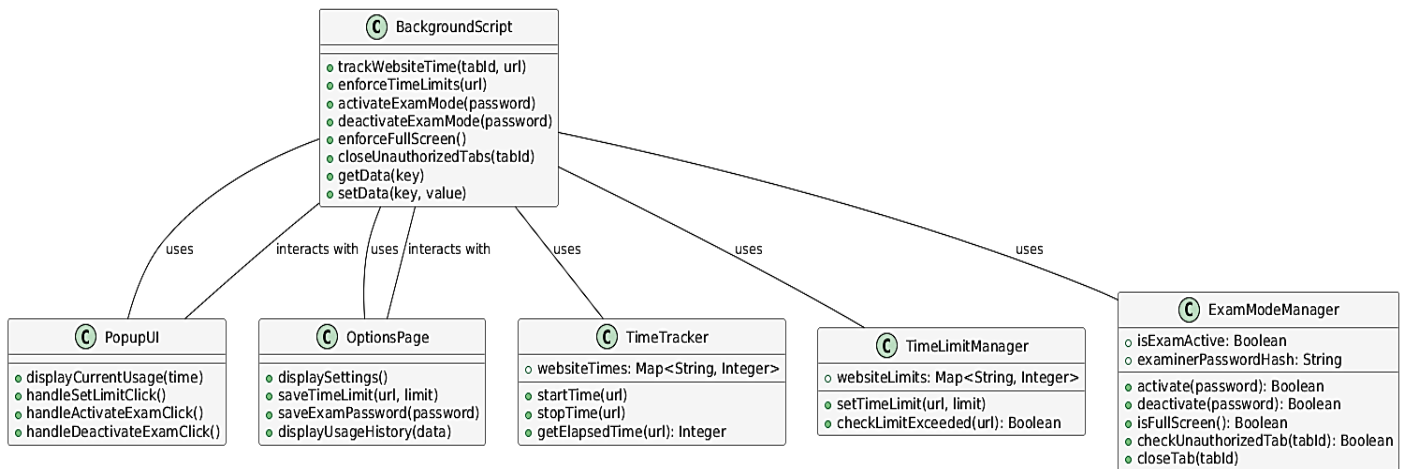 C BackgroundScript
trackWebsiteTime(tabId, url)
enforceTimeLimits(url)
activateExamMode(password)
deactivateExamMode(password)
enforceFullScreen()
closeUnauthorizedTabs(tabId)
getData(key)
setData(key, value)
uses
interacts with
uses
interacts with
uses
uses
uses
C PopupUI
displayCurrentUsage(time)
handleSetLimitClick()
handleActivateExamClick()
handleDeactivateExamClick()
C OptionsPage
displaySettings()
saveTimeLimit(url, limit)
saveExamPassword(password)
displayUsageHistory(data)
C TimeTracker
websiteTimes: Map<String, Integer>
startTime(url)
stopTime(url)
getElapsedTime(url): Integer
C TimeLimitManager
websiteLimits: Map<String, Integer>
setTimeLimit(url, limit)
checkLimitExceeded(url): Boolean
C ExamModeManager
isExamActive: Boolean
examinerPasswordHash: String
activate(password): Boolean
deactivate(password): Boolean
isFullScreen(): Boolean
checkUnauthorizedTab(tabId): Boolean
closeTab(tabId)